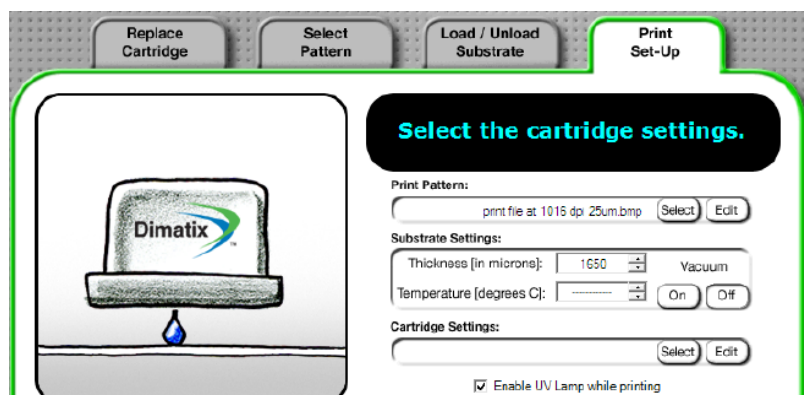 Replace
Cartridge
Select
Pattern
Load / Unload
Substrate
Print
Set-Up
Dimatix
™
Select the cartridge settings.
Print Pattern:
print file at 1016 dpi 25um.bmp
Select
Edit
Substrate Settings:
Thickness [in microns]:
1650
Vacuum
Temperature [degrees C]:
------------
On
Off
Cartridge Settings:
Select
Edit
Enable UV Lamp while printing